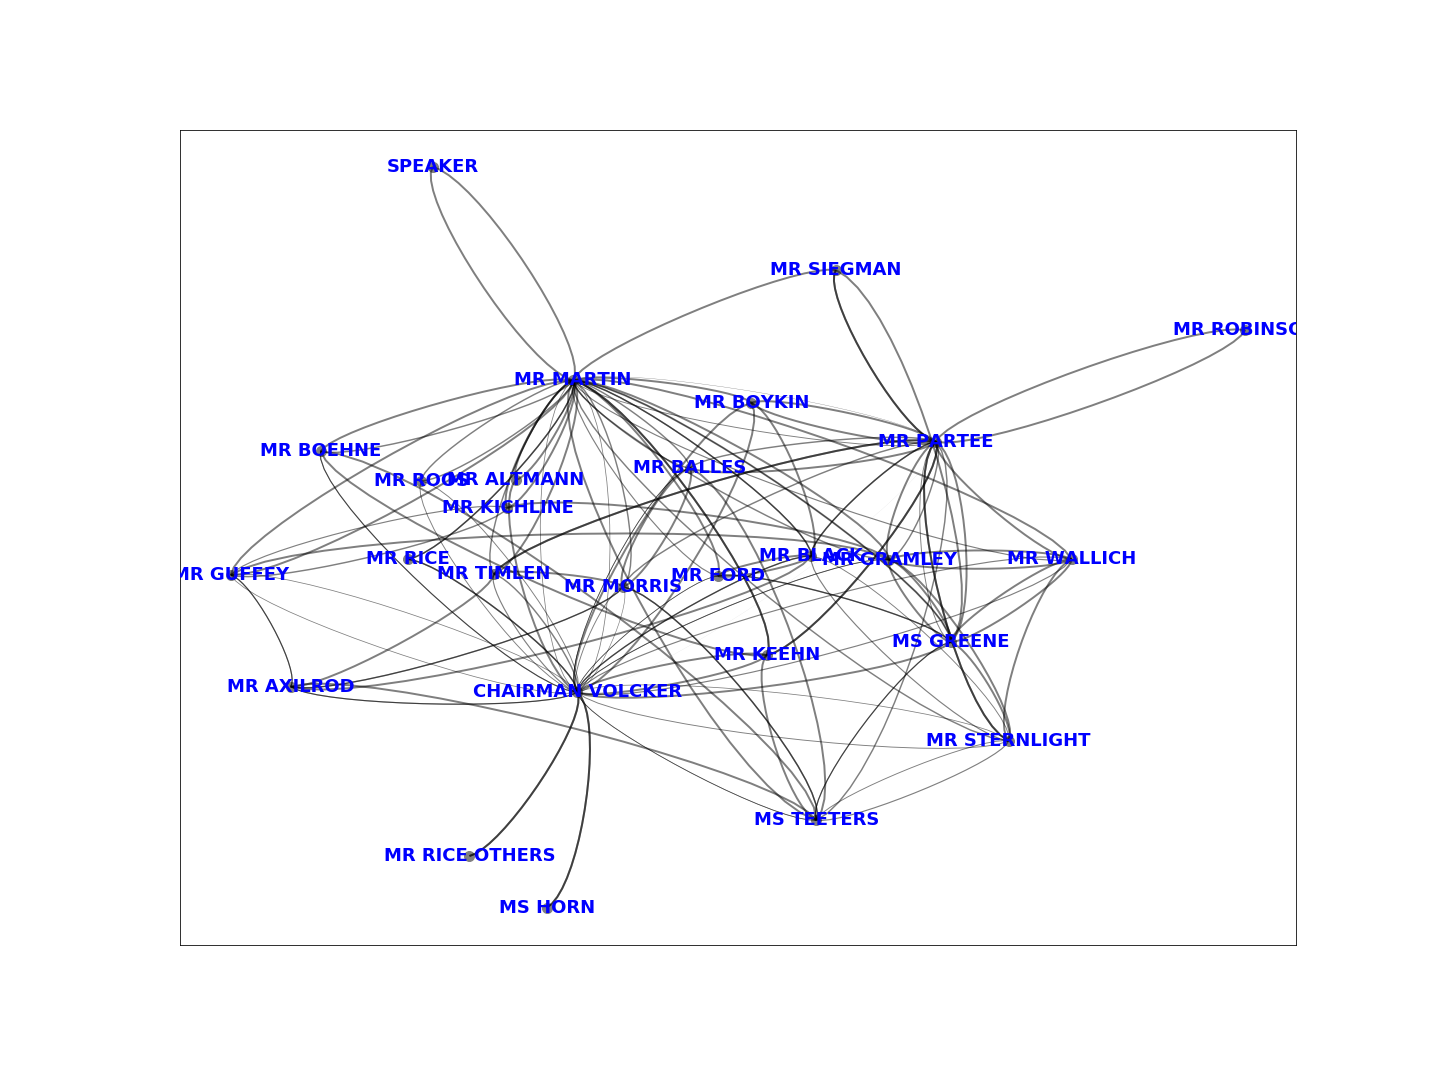 SPEAKER
MR SIEGMAN
MR ROBINSO
MR MARTIN
MR BOYKIN
MR PARTEE
MR BOEHNE
MR BALLES
MR ROOS
MR ALTMANN
MR KICHLINE
MR RICE
MR BLACK
MR GRAMLEY
MR WALLICH
MR GUFFEY
MR TIMLEN
MR FORD
MR MORRIS
MS GREENE
MR KEEHN
MR AXILROD
CHAIRMAN VOLCKER
MR STERNLIGHT
MS TEETERS
MR RICE OTHERS
MS HORN